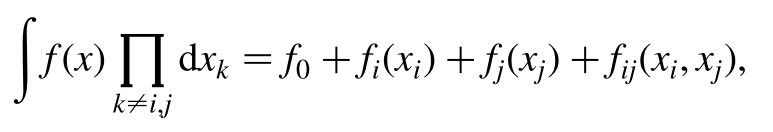 ∫ f(x) ∏_{k≠i,j} dx_k = f_0 + f_i(x_i) + f_j(x_j) + f_{ij}(x_i, x_j),